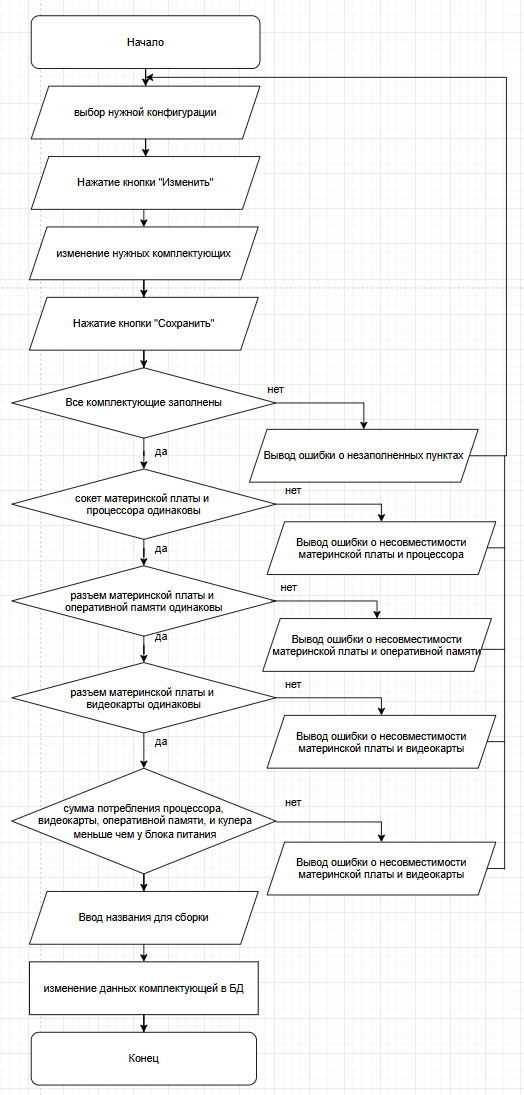 Начало
выбор нужной конфигурации
Нажатие кнопки "Изменить"
изменение нужных комплектующих
Нажатие кнопки "Сохранить"
Все комплектующие заполнены
нет
Вывод ошибки о незаполненных пунктах
да
сокет материнской платы и
процессора одинаковы
нет
Вывод ошибки о несовместимости
материнской платы и процессора
да
разъем материнской платы и
оперативной памяти одинаковы
нет
Вывод ошибки о несовместимости
материнской платы и оперативной памяти
да
разъем материнской платы и
видеокарты одинаковы
нет
Вывод ошибки о несовместимости
материнской платы и видеокарты
да
сумма потребления процессора,
видеокарты, оперативной памяти, и кулера
меньше чем у блока питания
нет
Вывод ошибки о несовместимости
материнской платы и видеокарты
Ввод названия для сборки
изменение данных комплектующей в БД
Конец